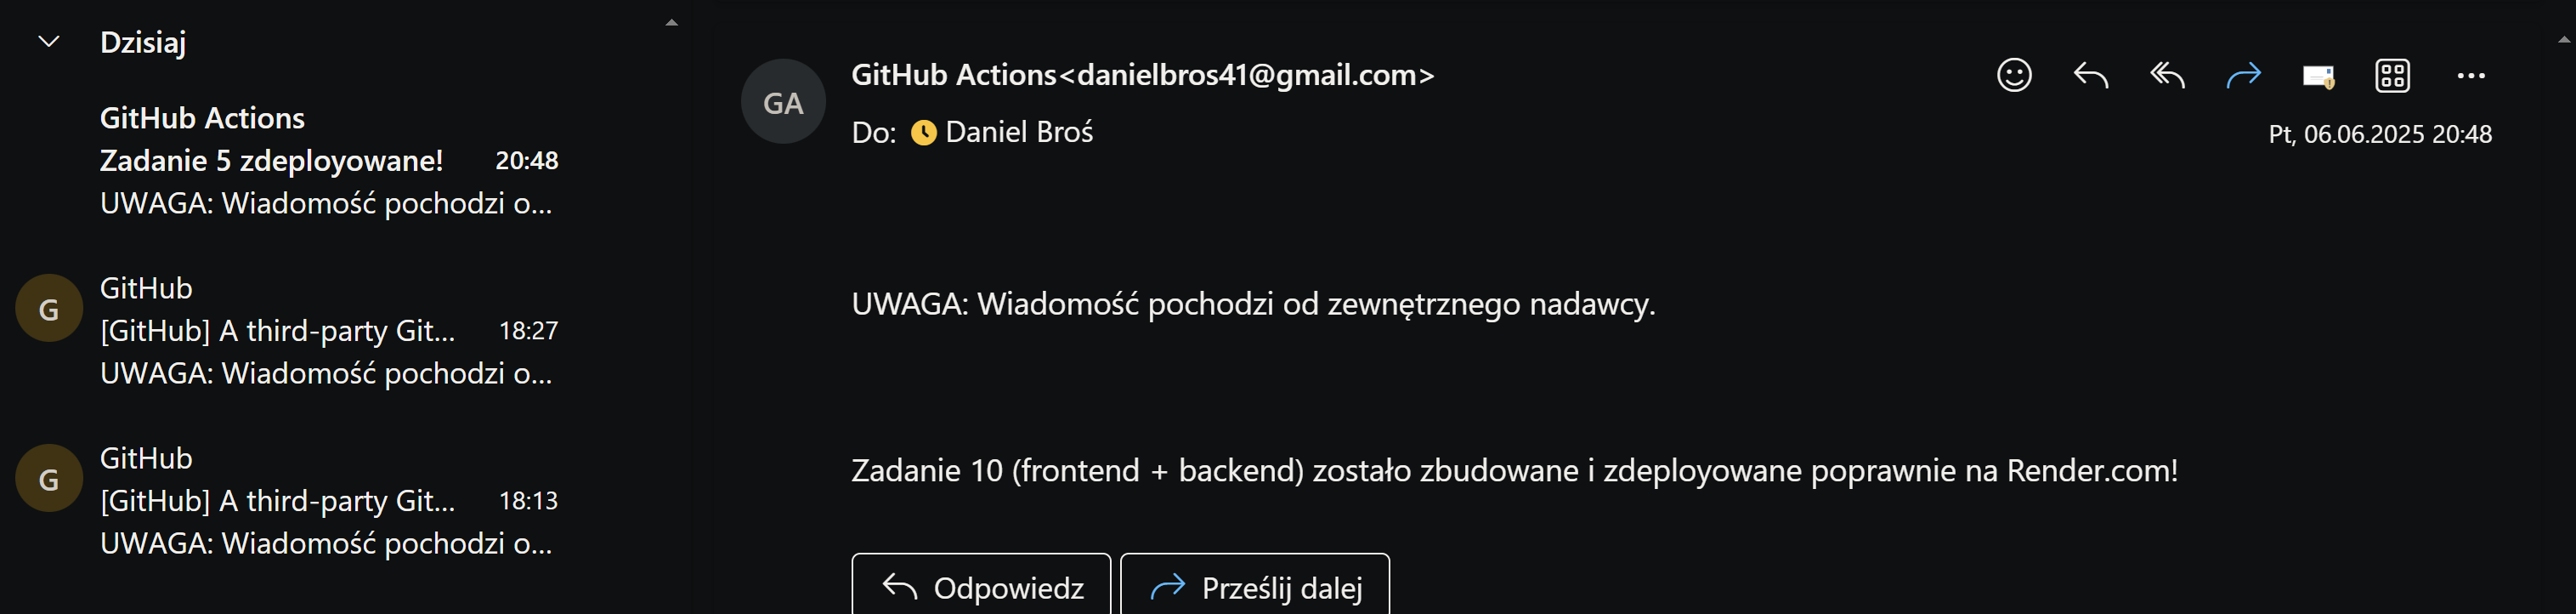 Dzisiaj
GitHub Actions
Zadanie 5 zdeployowane! 20:48
UWAGA: Wiadomość pochodzi o...
G
GitHub
[GitHub] A third-party Git... 18:27
UWAGA: Wiadomość pochodzi o...
G
GitHub
[GitHub] A third-party Git... 18:13
UWAGA: Wiadomość pochodzi o...
GA
GitHub Actions<danielbros41@gmail.com>
Do: Daniel Broś
Pt, 06.06.2025 20:48
UWAGA: Wiadomość pochodzi od zewnętrznego nadawcy.
Zadanie 10 (frontend + backend) zostało zbudowane i zdeployowane poprawnie na Render.com!
Odpowiedz Prześlij dalej